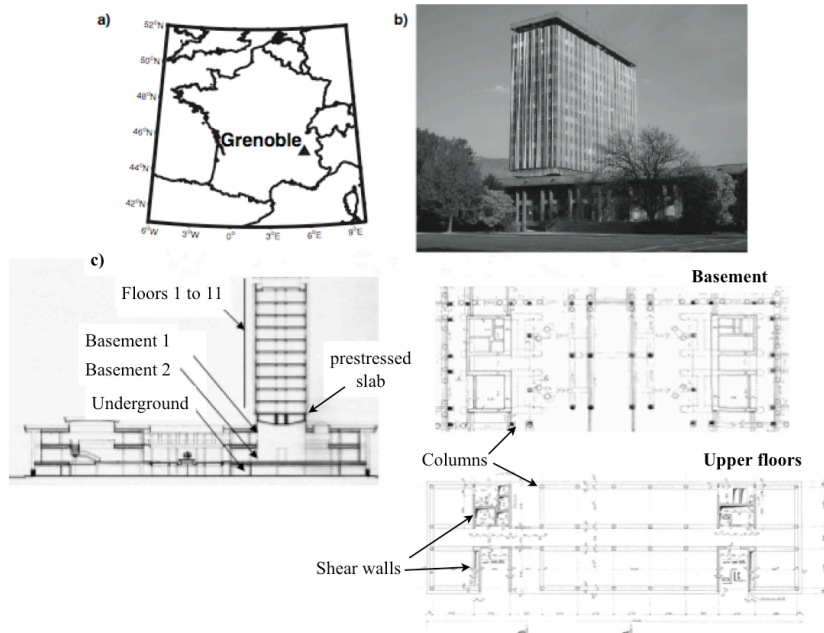 a)
52°N
50°N
48°N
46°N
44°N
42°N
6°W
3°W
0°
3°E
6°E
9°E
Grenoble
b)
c)
Floors 1 to 11
Basement 1
Basement 2
Underground
prestressed
slab
Basement
Columns
Upper floors
Shear walls